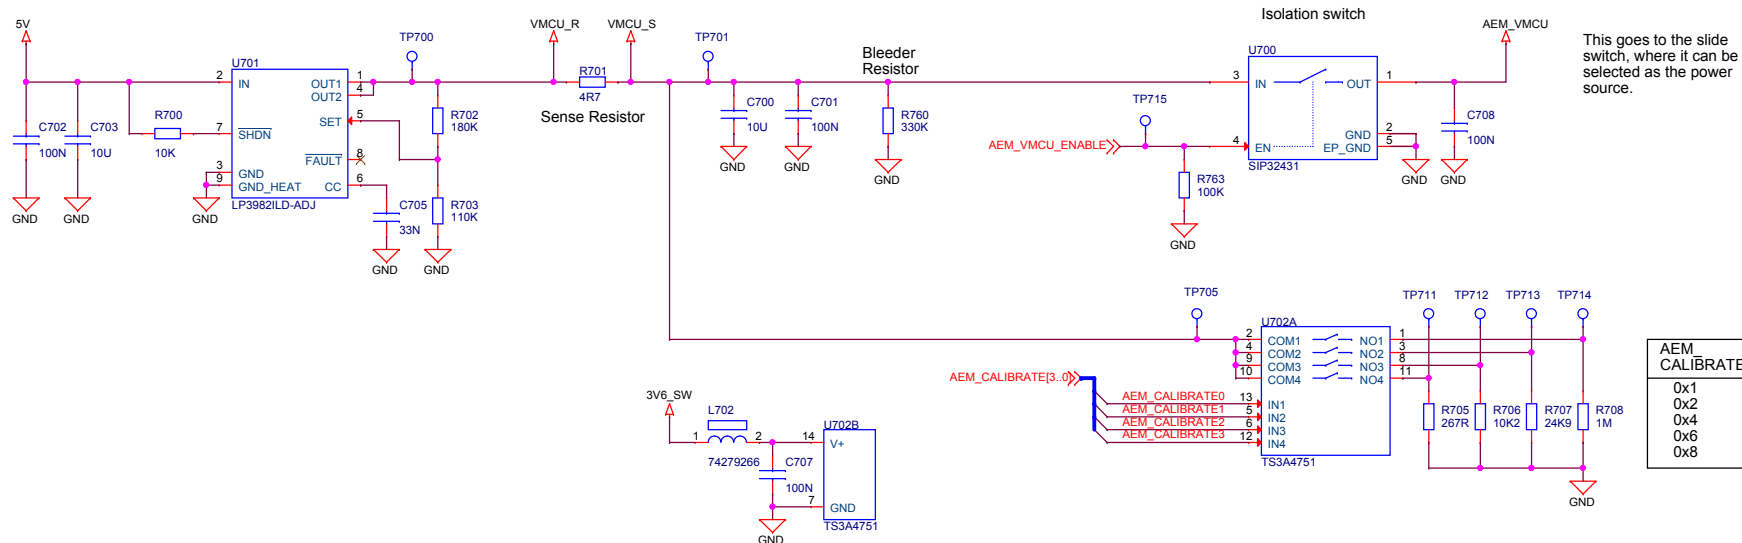 5V
U701
2
IN
OUT1
1
OUT2
4
SET
5
7
SHDN
FAULT
8
3
GND
9
GND_HEAT
CC
6
LP3982ILD-ADJ
C702
100N
C703
10U
R700
10K
GND
GND
GND
TP700
R702
180K
R703
110K
C705
33N
GND
GND
VMCU_R
VMCU_S
R701
4R7
Sense Resistor
TP701
C700
10U
C701
100N
GND
GND
Bleeder
Resistor
R760
330K
GND
Isolation switch
U700
3
IN
OUT
1
GND
2
EP_GND
5
4
EN
SIP32431
TP715
AEM_VMCU_ENABLE
R763
100K
GND
GND
C708
100N
GND
AEM_VMCU
This goes to the slide
switch, where it can be
selected as the power
source.
TP705
U702A
2
COM1
NO1
1
4
COM2
NO2
3
9
COM3
NO3
8
10
COM4
NO4
11
AEM_CALIBRATE[3..0]
AEM_CALIBRATE0
13
IN1
AEM_CALIBRATE1
5
IN2
AEM_CALIBRATE2
6
IN3
AEM_CALIBRATE3
12
IN4
TS3A4751
TP711
TP712
TP713
TP714
R705
267R
R706
10K2
R707
24K9
R708
1M
GND
AEM_
CALIBRATE
0x1
0x2
0x4
0x6
0x8
3V6_SW
L702
1
2
74279266
C707
100N
U702B
14
V+
7
GND
TS3A4751
GND